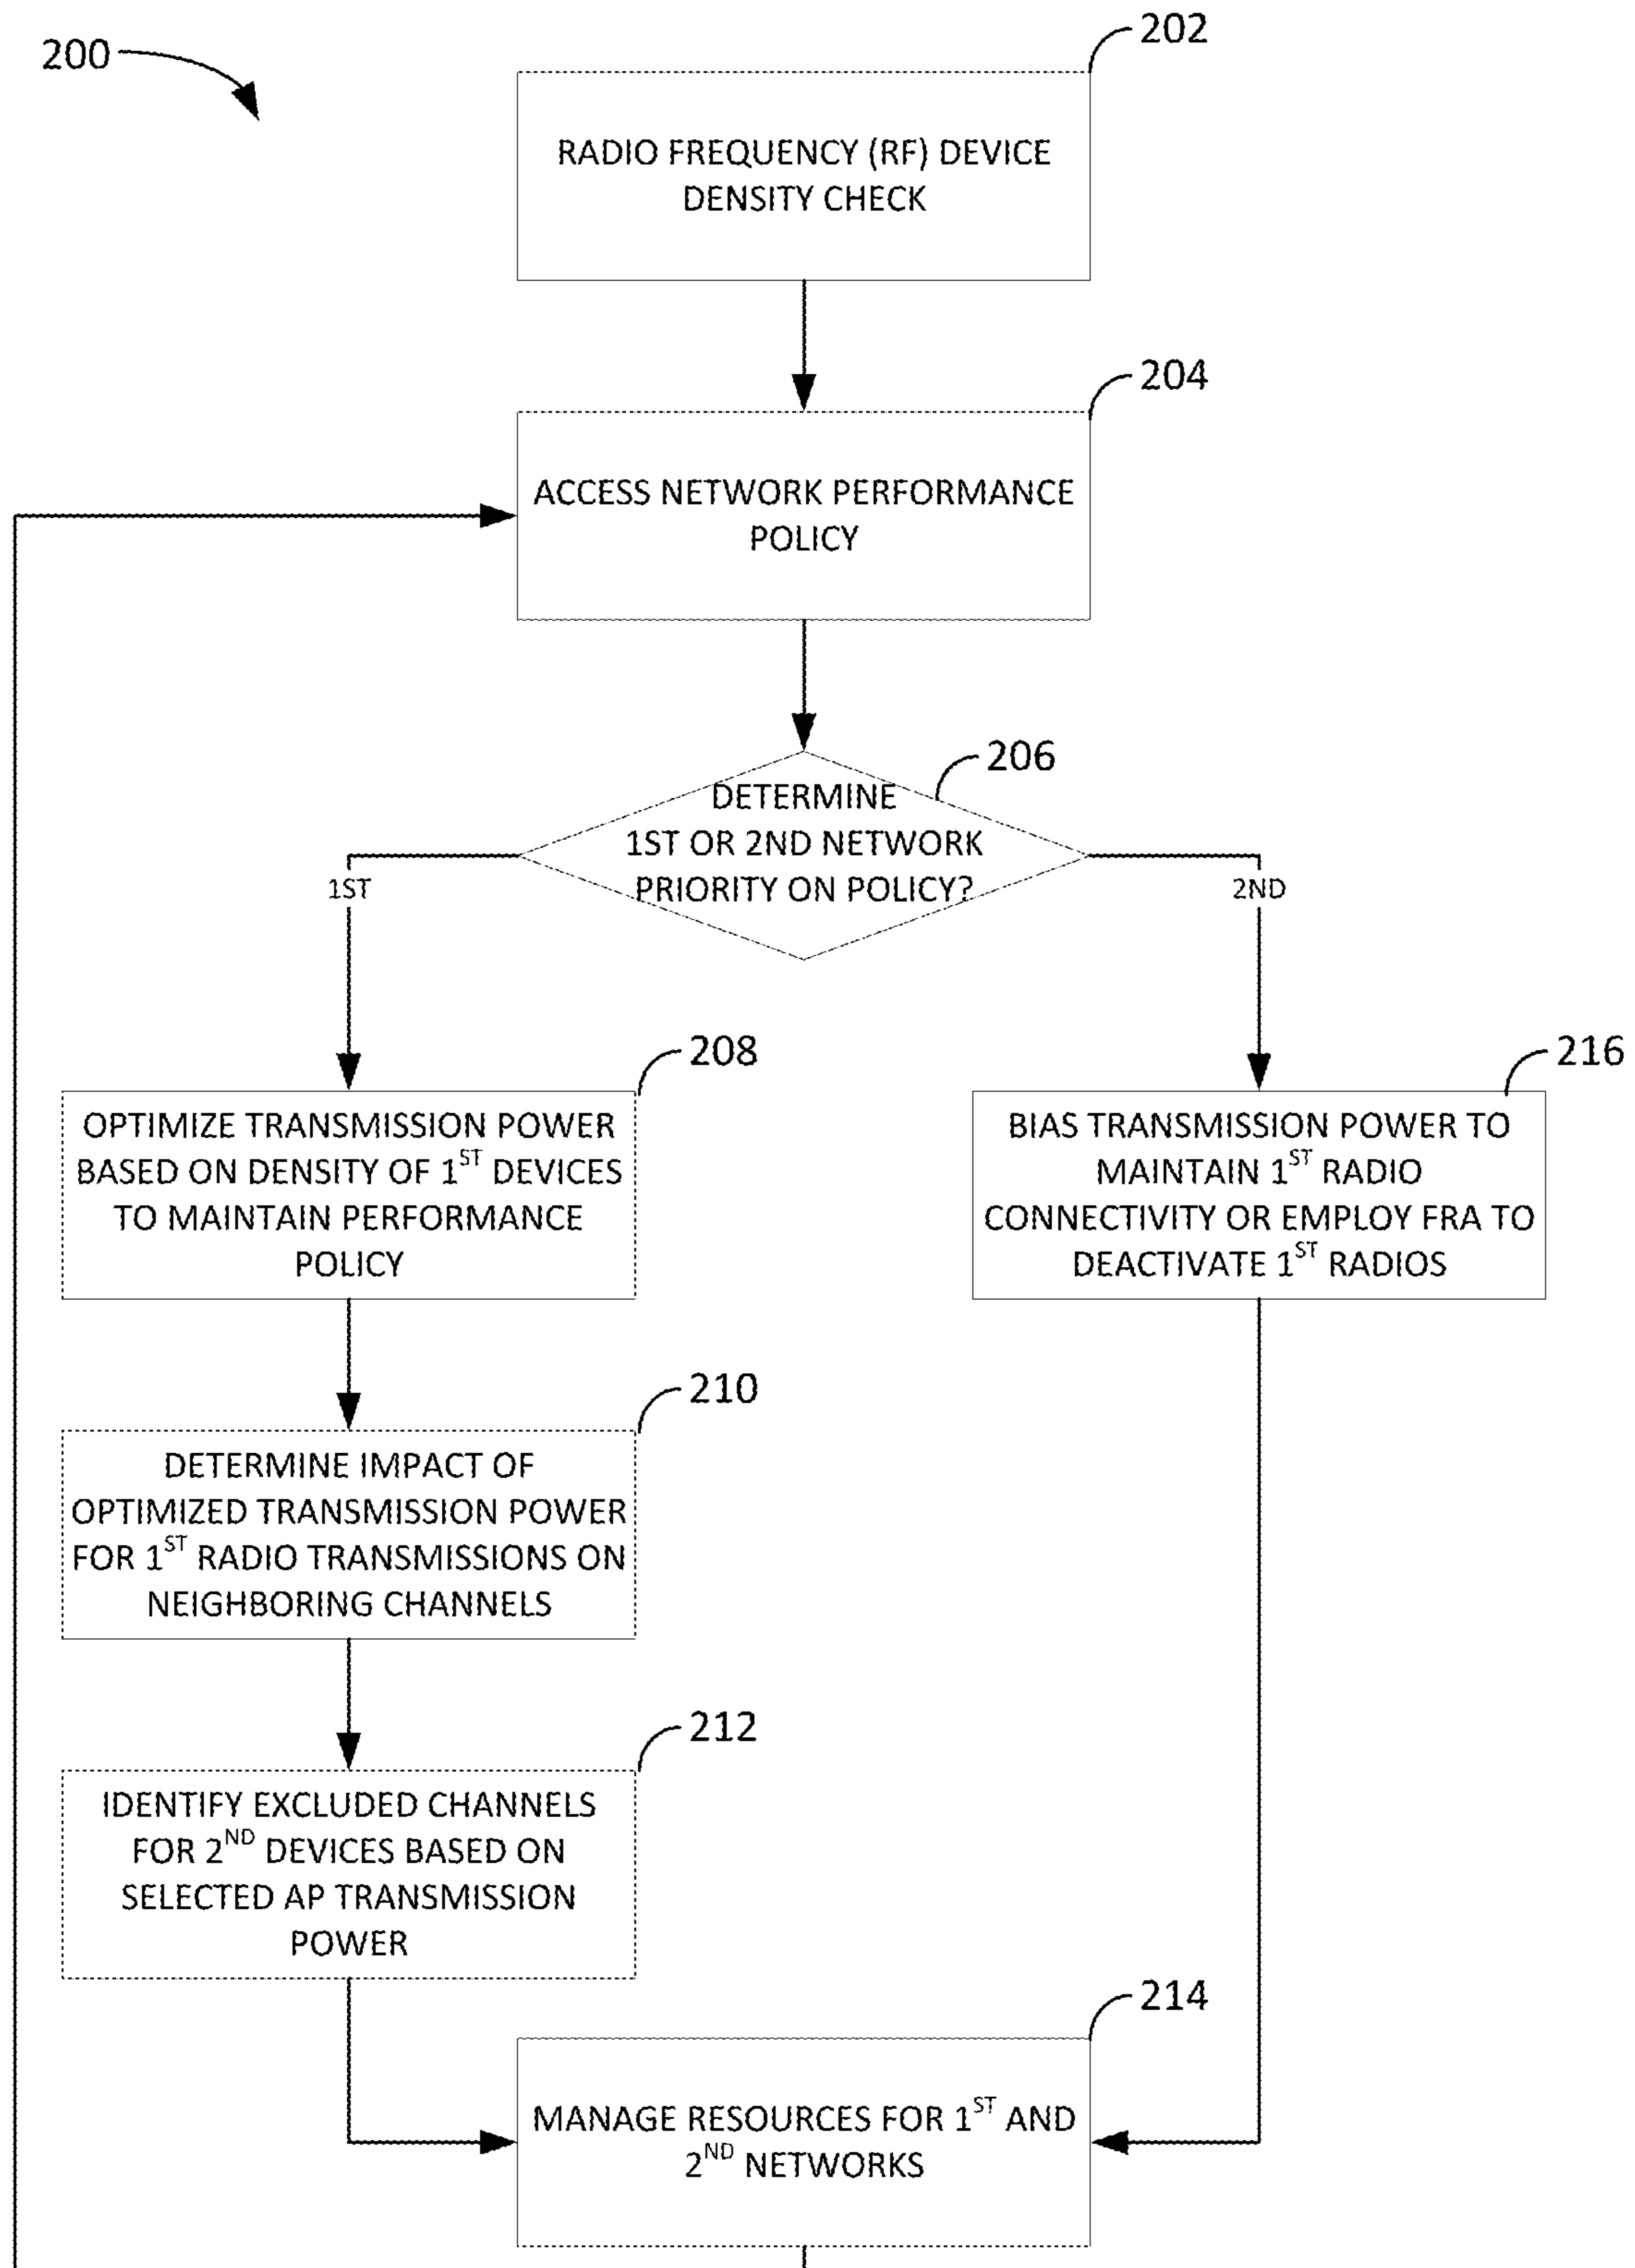 200
202
RADIO FREQUENCY (RF) DEVICE
DENSITY CHECK
204
ACCESS NETWORK PERFORMANCE
POLICY
206
DETERMINE
1ST OR 2ND NETWORK
PRIORITY ON POLICY?
1ST
2ND
208
OPTIMIZE TRANSMISSION POWER
BASED ON DENSITY OF 1ST DEVICES
TO MAINTAIN PERFORMANCE
POLICY
216
BIAS TRANSMISSION POWER TO
MAINTAIN 1ST RADIO
CONNECTIVITY OR EMPLOY FRA TO
DEACTIVATE 1ST RADIOS
210
DETERMINE IMPACT OF
OPTIMIZED TRANSMISSION POWER
FOR 1ST RADIO TRANSMISSIONS ON
NEIGHBORING CHANNELS
212
IDENTIFY EXCLUDED CHANNELS
FOR 2ND DEVICES BASED ON
SELECTED AP TRANSMISSION
POWER
214
MANAGE RESOURCES FOR 1ST AND
2ND NETWORKS